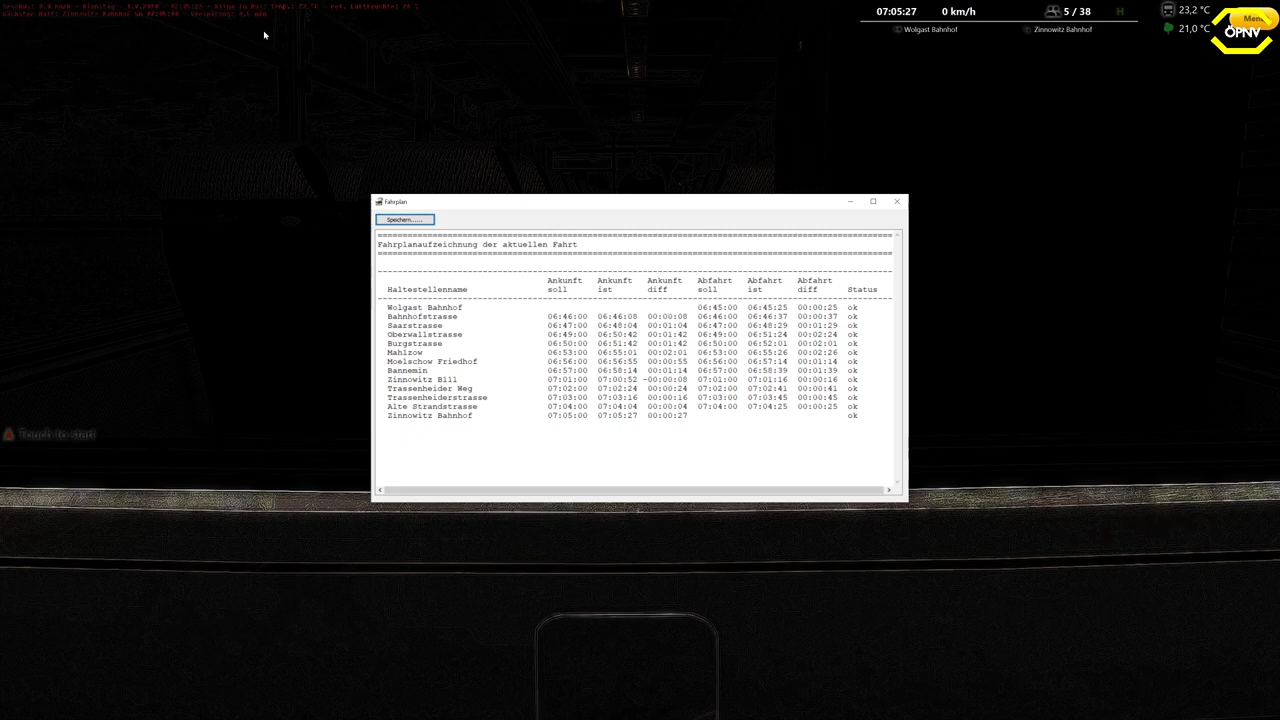 07:05:27 0 km/h 5 / 38 H 23,2 °C
Menü
Wolgast Bahnhof Zinnowitz Bahnhof 21,0 °C
ÖPNV
Nächster Halt: Zinnowitz Bahnhof um 07:05:00 - Verspätung: 0.5 min
Fahrplan
Speichern......
Fahrplanaufzeichnung der aktuellen Fahrt
Ankunft Ankunft Ankunft Abfahrt Abfahrt Abfahrt
Haltestellenname soll ist diff soll ist diff Status
Wolgast Bahnhof 06:45:00 06:45:25 00:00:25 ok
Bahnhofstrasse 06:46:00 06:46:08 00:00:08 06:46:00 06:46:37 00:00:37 ok
Saarstrasse 06:47:00 06:48:04 00:01:04 06:47:00 06:48:29 00:01:29 ok
Oberwallstrasse 06:49:00 06:50:42 00:01:42 06:49:00 06:51:24 00:02:24 ok
Burgstrasse 06:50:00 06:51:42 00:01:42 06:50:00 06:52:01 00:02:01 ok
Mahlzow 06:53:00 06:55:01 00:02:01 06:53:00 06:55:26 00:02:26 ok
Moelschow Friedhof 06:56:00 06:56:55 00:00:55 06:56:00 06:57:14 00:01:14 ok
Bannemin 06:57:00 06:58:14 00:01:14 06:57:00 06:58:39 00:01:39 ok
Zinnowitz B111 07:01:00 07:00:52 -00:00:08 07:01:00 07:01:16 00:00:16 ok
Trassenheider Weg 07:02:00 07:02:24 00:00:24 07:02:00 07:02:41 00:00:41 ok
Trassenheiderstrasse 07:03:00 07:03:16 00:00:16 07:03:00 07:03:45 00:00:45 ok
Alte Strandstrasse 07:04:00 07:04:04 00:00:04 07:04:00 07:04:25 00:00:25 ok
Zinnowitz Bahnhof 07:05:00 07:05:27 00:00:27 ok
Touch to start